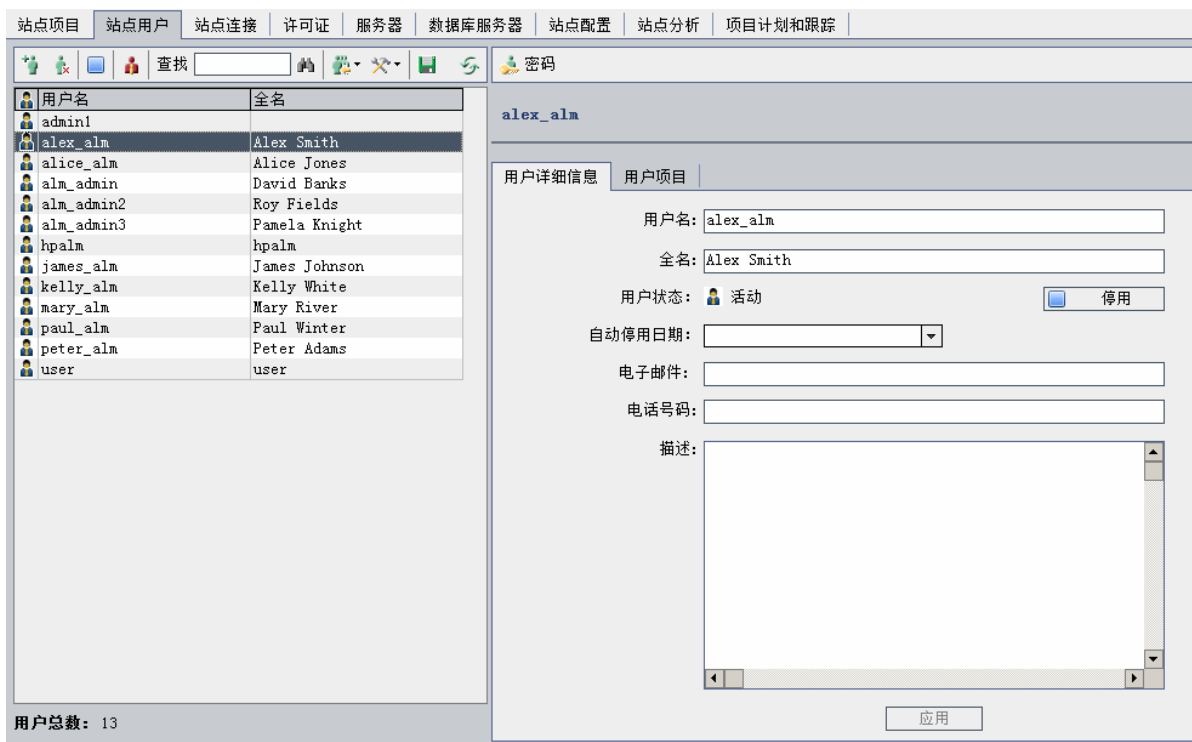 站点项目 站点用户 站点连接 许可证 服务器 数据库服务器 站点配置 站点分析 项目计划和跟踪
查找
密码
用户名 全名
admin1
alex_alm Alex Smith
alice_alm Alice Jones
alm_admin David Banks
alm_admin2 Roy Fields
alm_admin3 Pamela Knight
hpalm hpalm
james_alm James Johnson
kelly_alm Kelly White
mary_alm Mary River
paul_alm Paul Winter
peter_alm Peter Adams
user user
用户总数: 13
alex_alm
用户详细信息 用户项目
用户名: alex_alm
全名: Alex Smith
用户状态: 活动 停用
自动停用日期:
电子邮件:
电话号码:
描述:
应用